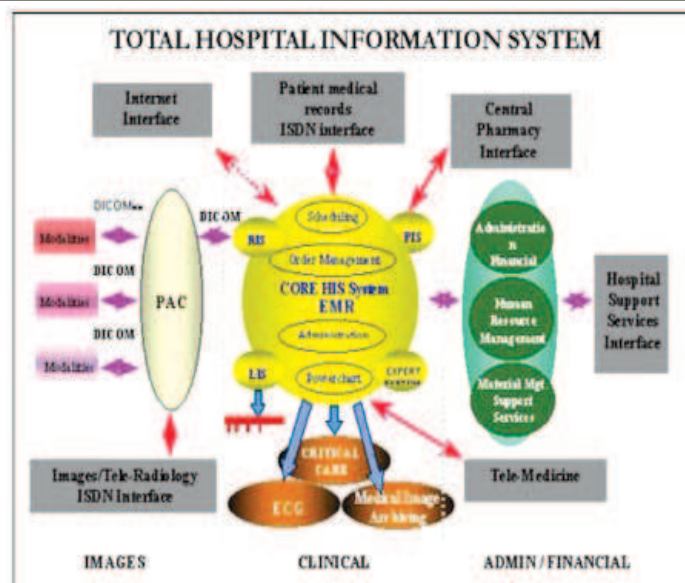 TOTAL HOSPITAL INFORMATION SYSTEM
Internet
Interface
Patient medical
records
ISDN interface
Central
Pharmacy
Interface
DICOM
DICOM
Modalities
DICOM
Modalities
DICOM
Modalities
PAC
RIS
PIS
Scheduling
Order Management
CORE HIS System
EMR
Administration
LIS
Powerchart
EXPERT
SYSTEM
Administratio
n
Financial
Human
Resource
Management
Material Mgt.
Support
Services
Hospital
Support
Services
Interface
Images/Tele-Radiology
ISDN Interface
CRITICAL
CARE
ECG
Medical Image
Archiving
Tele-Medicine
IMAGES
CLINICAL
ADMIN / FINANCIAL